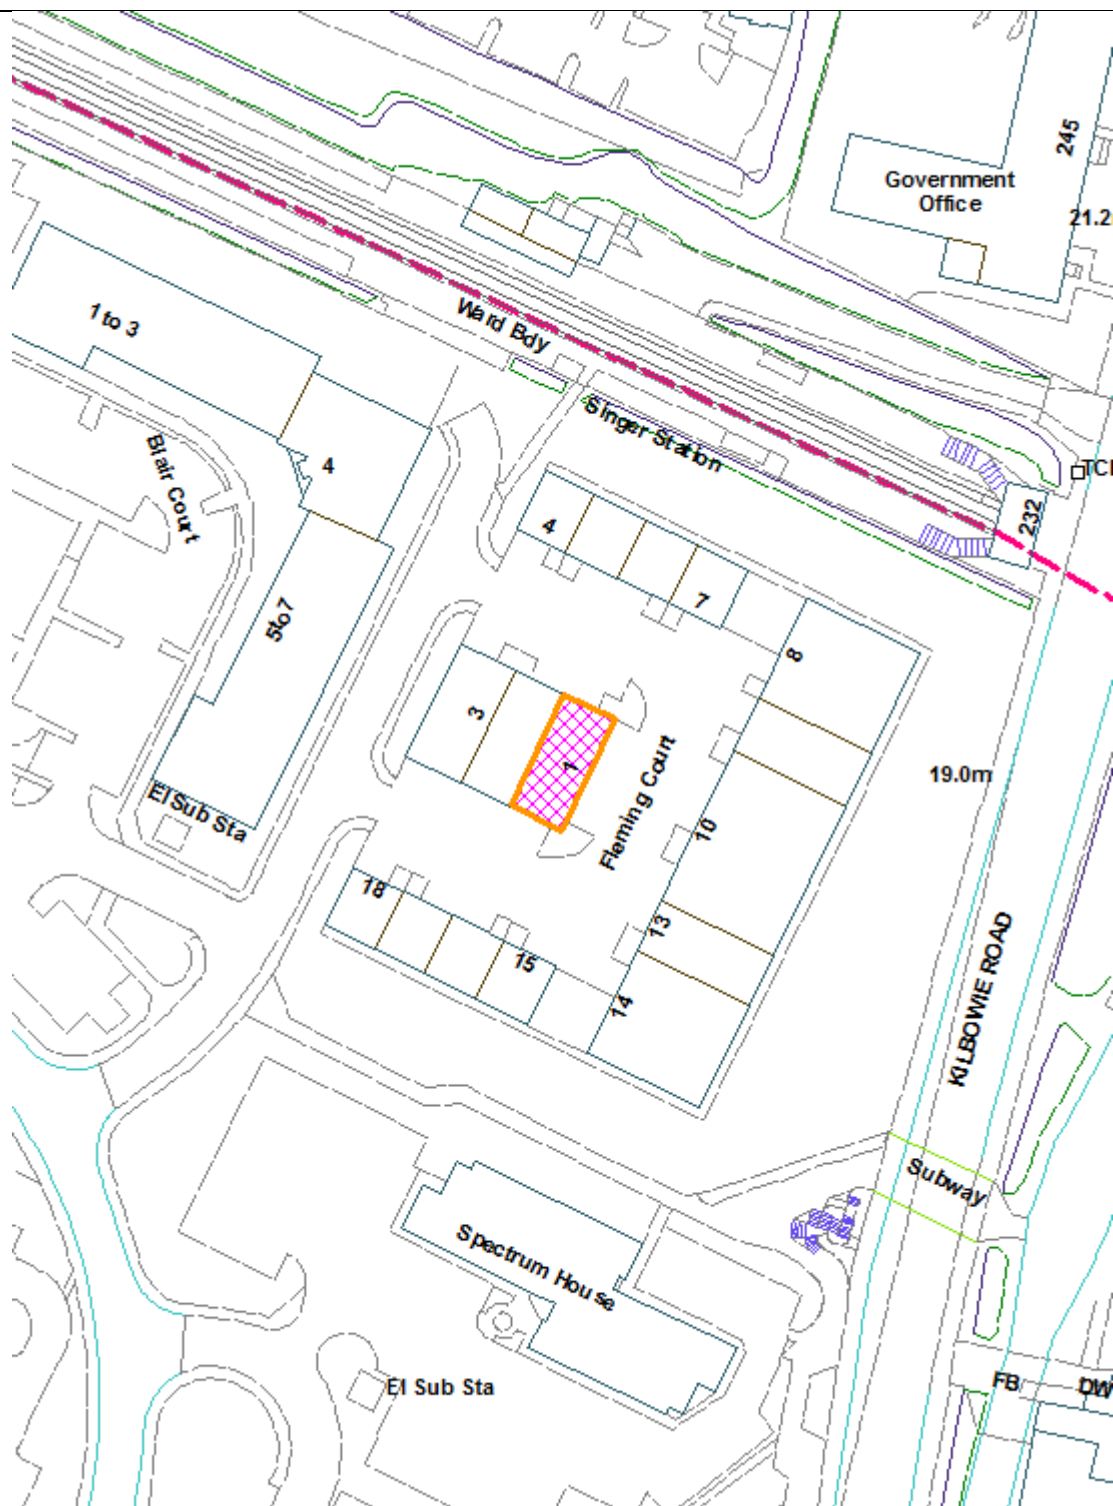 245
Government
Office
21.2
1 to 3
Ward Bdy
Singer Station
Blair Court
4
TC
232
4
7
5to7
8
3
1
Fleming Court
19.0m
El Sub Sta
10
18
13
15
14
KILBOWIE ROAD
Subway
Spectrum House
El Sub Sta
FB
DW